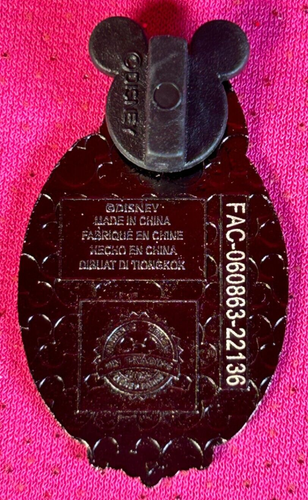 ©DISNEY
©DISNEY
MADE IN CHINA
FABRIQUÉ EN CHINE
HECHO EN CHINA
DIBUAT DI TIONGKOK
FAC-060863-22136